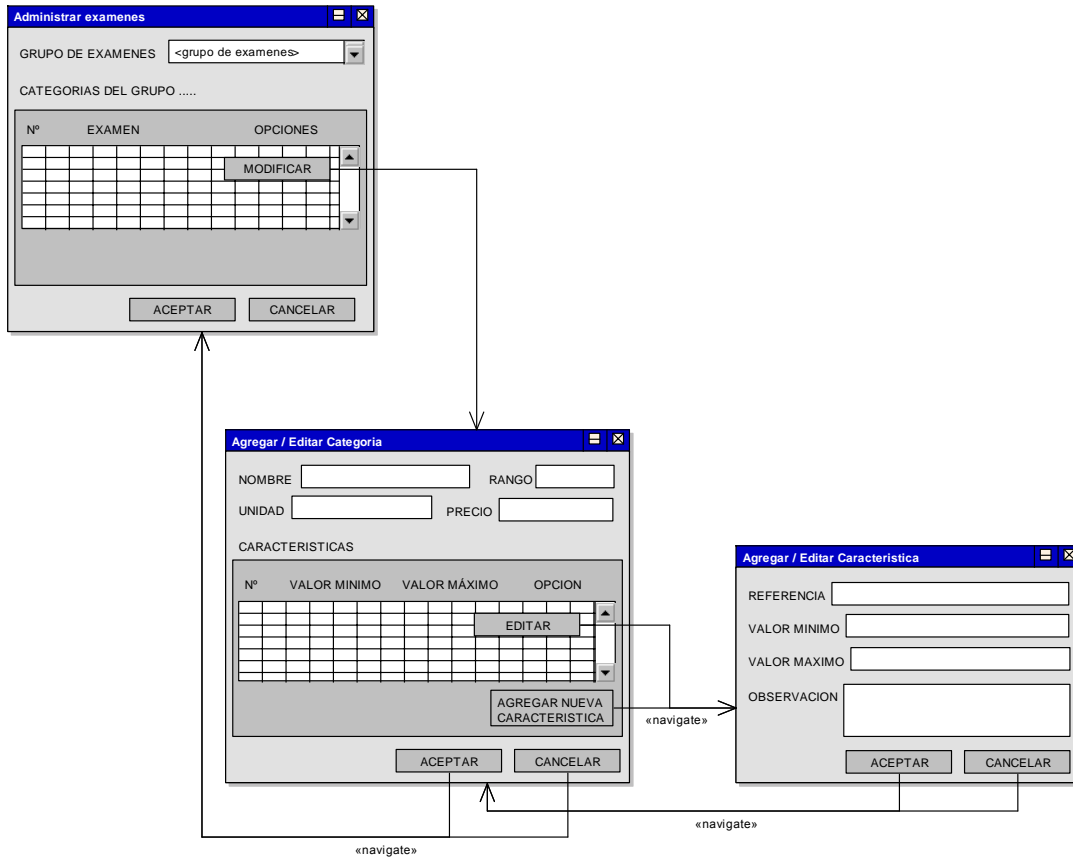 Administrar examenes
GRUPO DE EXAMENES <grupo de examenes>
CATEGORIAS DEL GRUPO .....
Nº EXAMEN OPCIONES
MODIFICAR
ACEPTAR CANCELAR
Agregar / Editar Categoria
NOMBRE RANGO
UNIDAD PRECIO
CARACTERISTICAS
Nº VALOR MINIMO VALOR MÁXIMO OPCION
EDITAR
AGREGAR NUEVA
CARACTERISTICA
ACEPTAR CANCELAR
«navigate»
Agregar / Editar Caracteristica
REFERENCIA
VALOR MINIMO
VALOR MAXIMO
OBSERVACION
ACEPTAR CANCELAR
«navigate»
«navigate»